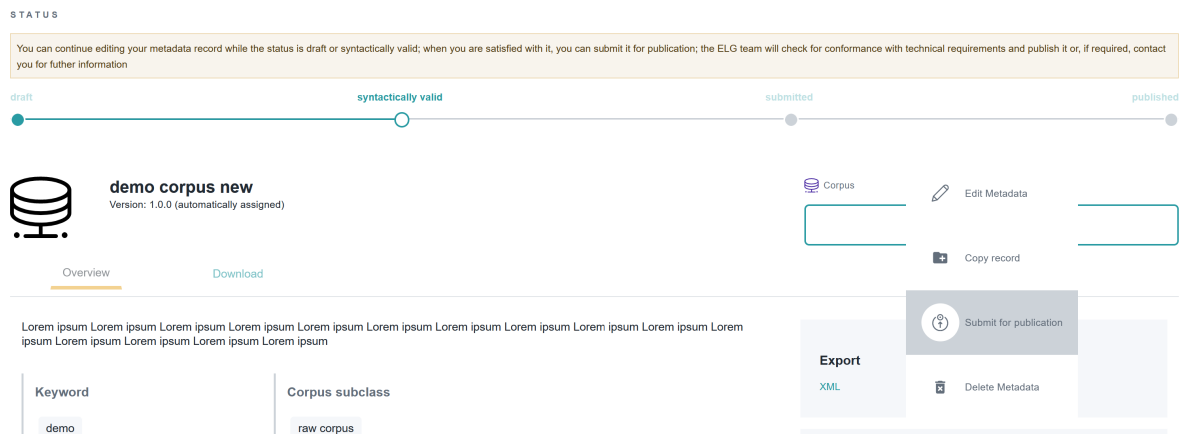 STATUS
You can continue editing your metadata record while the status is draft or syntactically valid; when you are satisfied with it, you can submit it for publication; the ELG team will check for conformance with technical requirements and publish it or, if required, contact
you for futher information
draft
syntactically valid
submitted
published
demo corpus new
Version: 1.0.0 (automatically assigned)
Corpus
Edit Metadata
Copy record
Submit for publication
Delete Metadata
Overview
Download
Lorem ipsum Lorem ipsum Lorem ipsum Lorem ipsum Lorem ipsum Lorem ipsum Lorem ipsum Lorem ipsum Lorem ipsum Lorem ipsum Lorem
ipsum Lorem ipsum Lorem ipsum Lorem ipsum Lorem ipsum
Export
XML
Keyword
demo
Corpus subclass
raw corpus